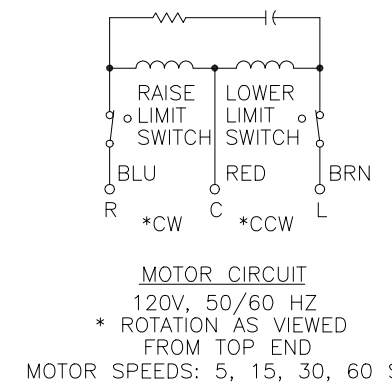 RAISE LOWER
LIMIT LIMIT
SWITCH SWITCH
BLU RED BRN
R C L
*CW *CCW
MOTOR CIRCUIT
120V, 50/60 HZ
* ROTATION AS VIEWED
FROM TOP END
MOTOR SPEEDS: 5, 15, 30, 60